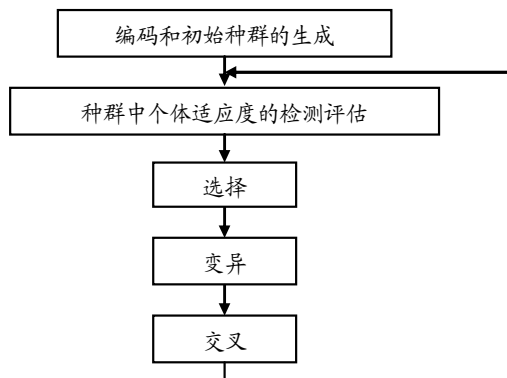 编码和初始种群的生成
种群中个体适应度的检测评估
选择
变异
交叉